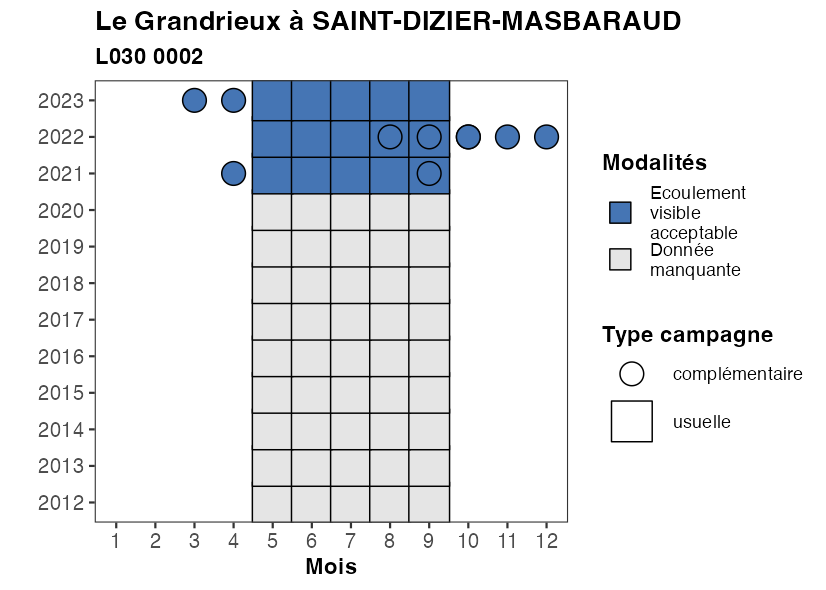 Le Grandrieux à SAINT-DIZIER-MASBARAUD
L030 0002
2023
2022
2021
2020
2019
2018
2017
2016
2015
2014
2013
2012
1 2 3 4 5 6 7 8 9 10 11 12
Mois
Modalités
Ecoulement
visible
acceptable
Donnée
manquante
Type campagne
complémentaire
usuelle